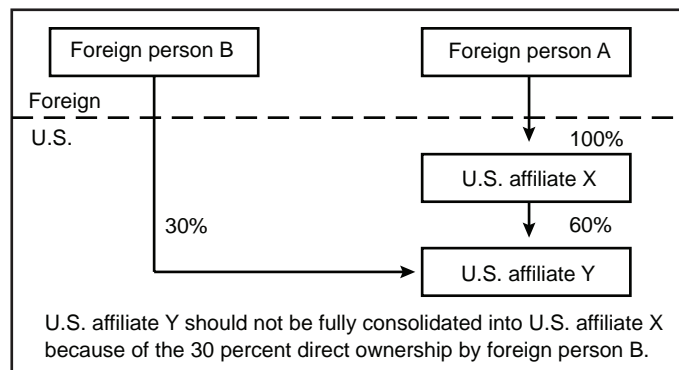 Foreign person B
Foreign person A
Foreign
U.S.
100%
U.S. affiliate X
30%
60%
U.S. affiliate Y
U.S. affiliate Y should not be fully consolidated into U.S. affiliate X
because of the 30 percent direct ownership by foreign person B.